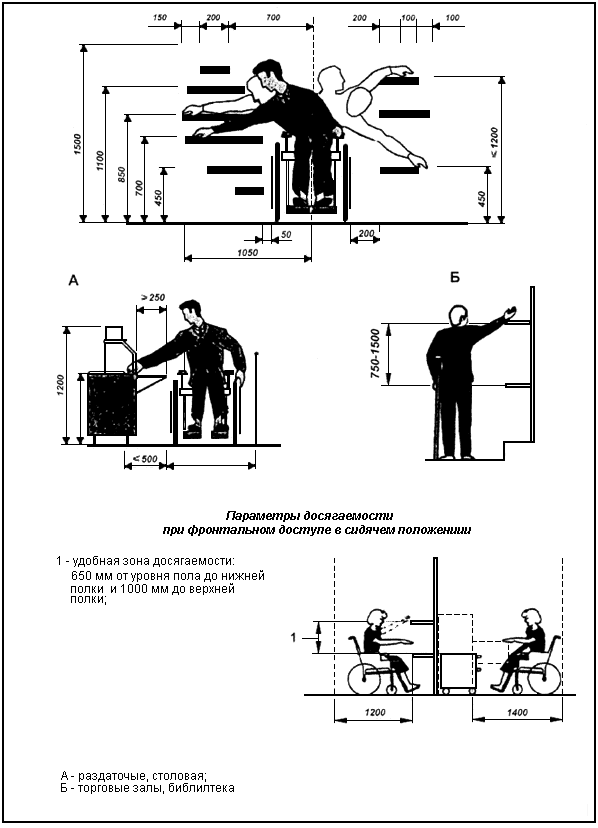 150 200 700 200 100 100
1500
1100
850
700
450
≤1200
450
50 200
1050
А Б
>250
1200
750-1500
≤500
Параметры досягаемости
при фронтальном доступе в сидячем положениии
1 - удобная зона досягаемости:
650 мм от уровня пола до нижней
полки и 1000 мм до верхней
полки;
1
1200 1400
А - раздаточые, столовая;
Б - торговые залы, библилтека